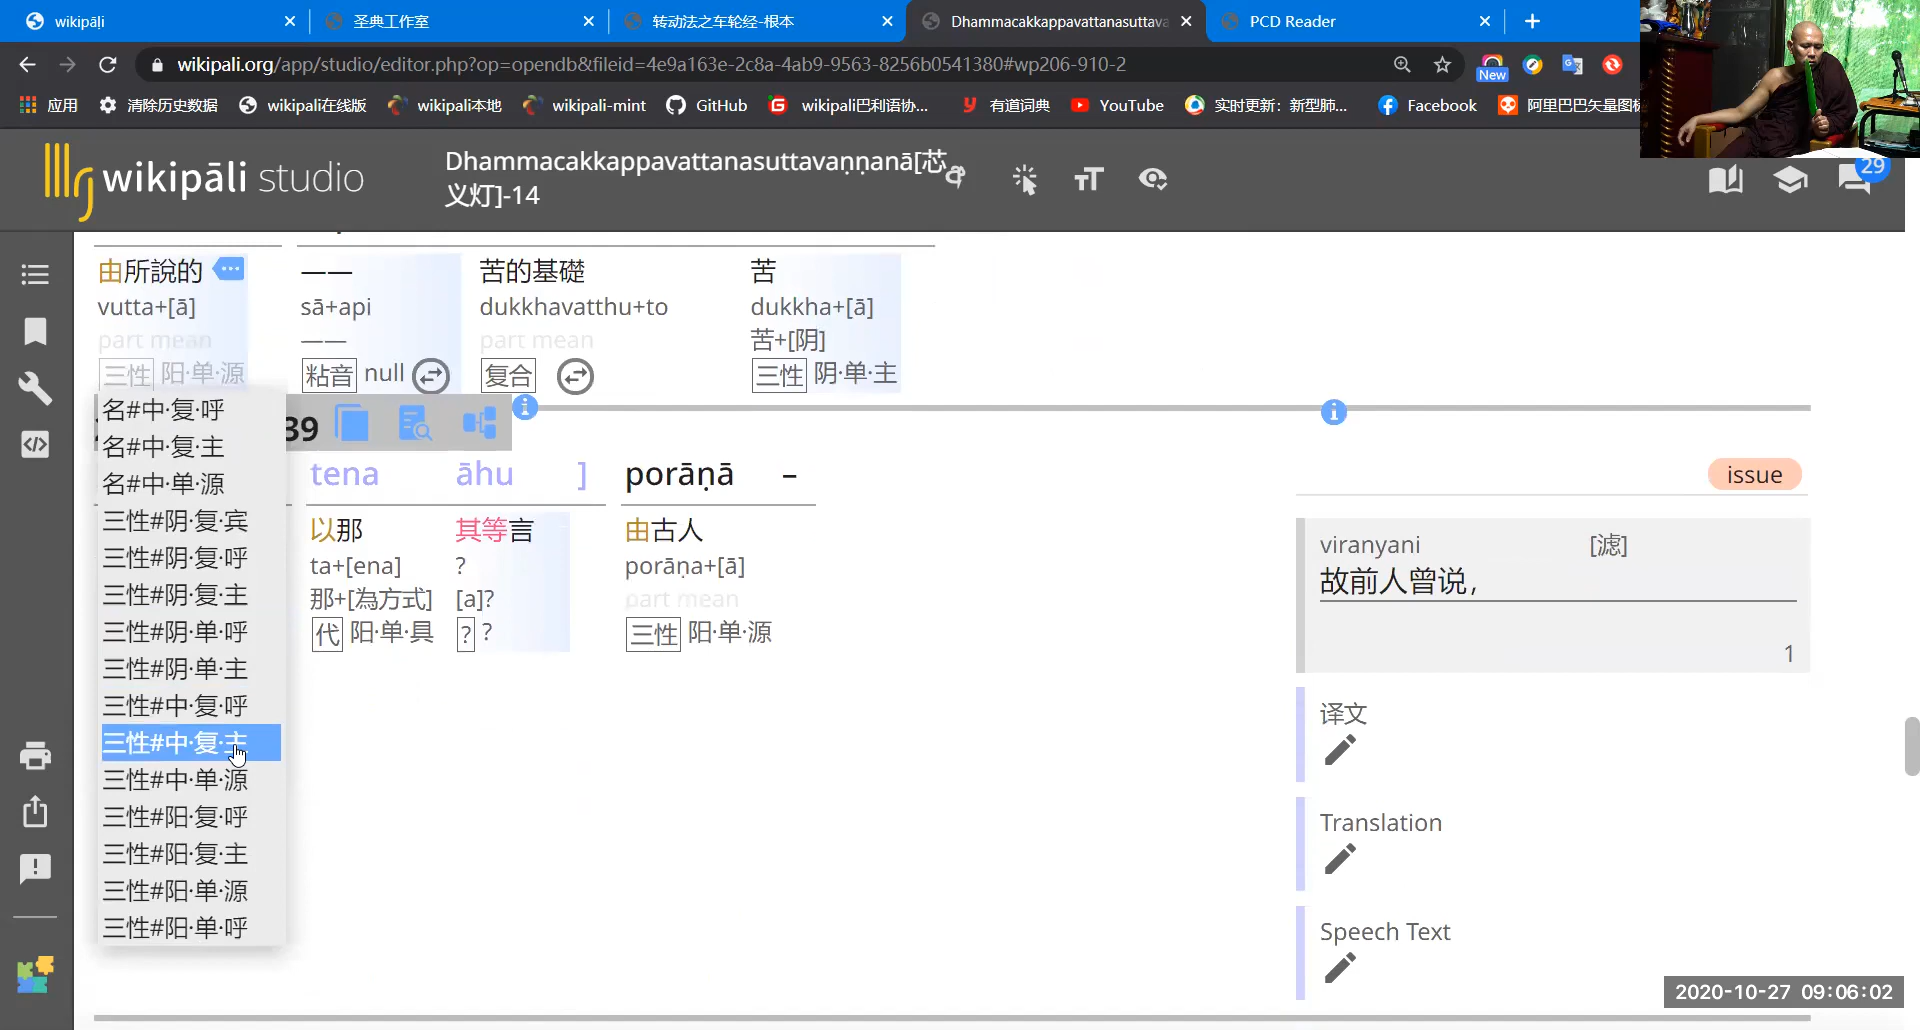 wikipāḷi
圣典工作室
转动法之车轮经-根本
Dhammacakkappavattanasuttava
PCD Reader
wikipali.org/app/studio/editor.php?op=opendb&fileid=4e9a163e-2c8a-4ab9-9563-8256b0541380#wp206-910-2
New
应用
清除历史数据
wikipali在线版
wikipali本地
wikipali-mint
GitHub
wikipali巴利语协...
有道词典
YouTube
实时更新：新型肺...
Facebook
阿里巴巴矢量图标
wikipāli studio
Dhammacakkappavattanasuttavaṇṇanā[芯
义灯]-14
29
由所說的
vutta+[ā]
part mean
三性 阳·单·源
——
sā+api
——
粘音 null
苦的基礎
dukkhavatthu+to
part mean
复合
苦
dukkha+[ā]
苦+[阴]
三性 阴·单·主
名#中·复·呼
名#中·复·主
名#中·单·源
三性#阴·复·宾
三性#阴·复·呼
三性#阴·复·主
三性#阴·单·呼
三性#阴·单·主
三性#中·复·呼
三性#中·复·主
三性#中·单·源
三性#阳·复·呼
三性#阳·复·主
三性#阳·单·源
三性#阳·单·呼
39
tena āhu ] porāṇā –
以那
ta+[ena]
那+[為方式]
代 阳·单·具
其等言
?
[a]?
? ?
由古人
porāṇa+[ā]
part mean
三性 阳·单·源
issue
viranyani [滤]
故前人曾说，
1
译文
Translation
Speech Text
2020-10-27 09:06:02